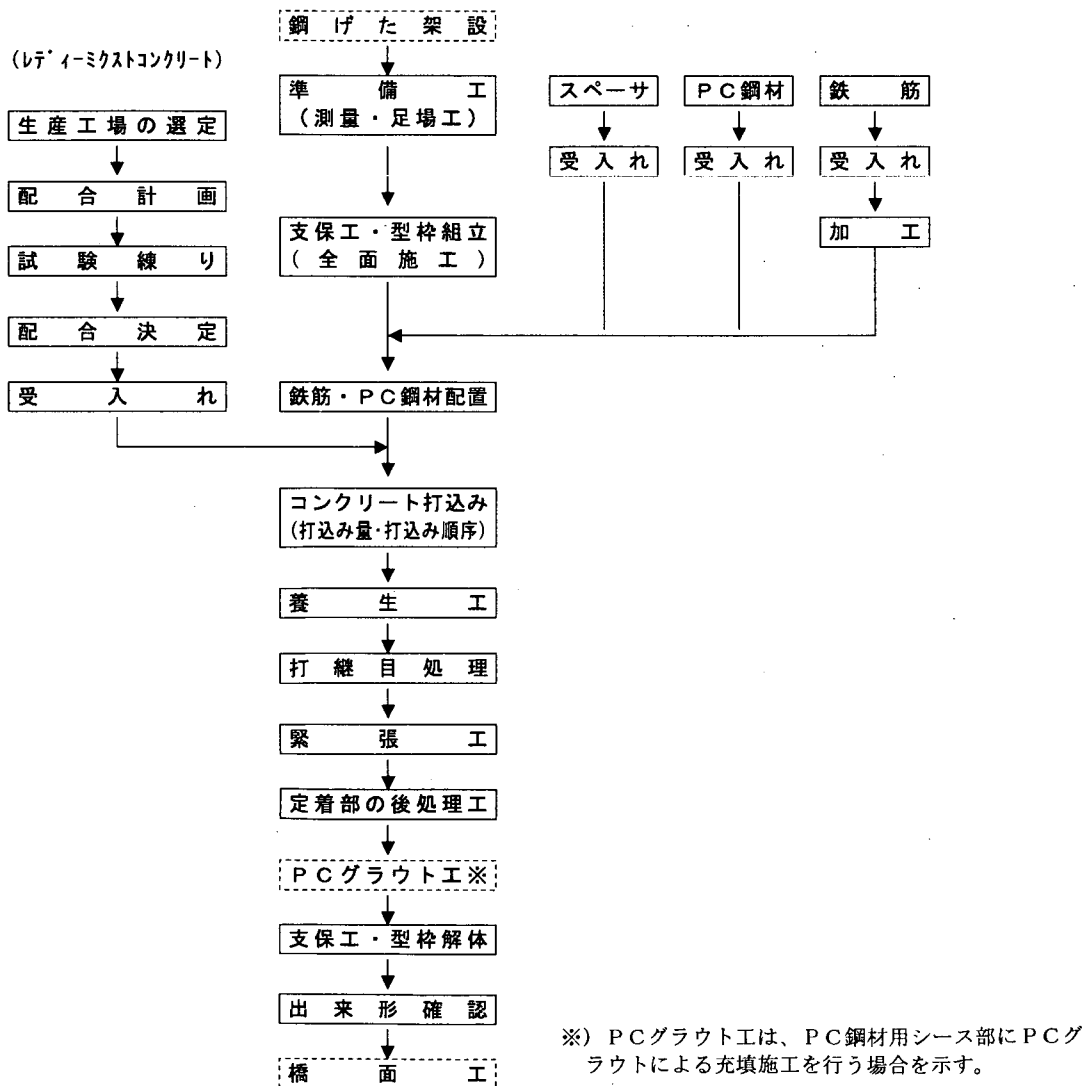 鋼げた架設
(ﾚﾃﾞｨｰﾐｸｽﾄｺﾝｸﾘｰﾄ)
生産工場の選定
配合計画
試験練り
配合決定
受入れ
準備工
(測量・足場工)
支保工・型枠組立
(全面施工)
スペーサ
受入れ
PC鋼材
受入れ
鉄筋
受入れ
加工
鉄筋・PC鋼材配置
コンクリート打込み
(打込み量・打込み順序)
養生工
打継目処理
緊張工
定着部の後処理工
PCグラウト工※
支保工・型枠解体
出来形確認
橋面工
※) PCグラウト工は、PC鋼材用シース部にPCグ
ラウトによる充填施工を行う場合を示す。